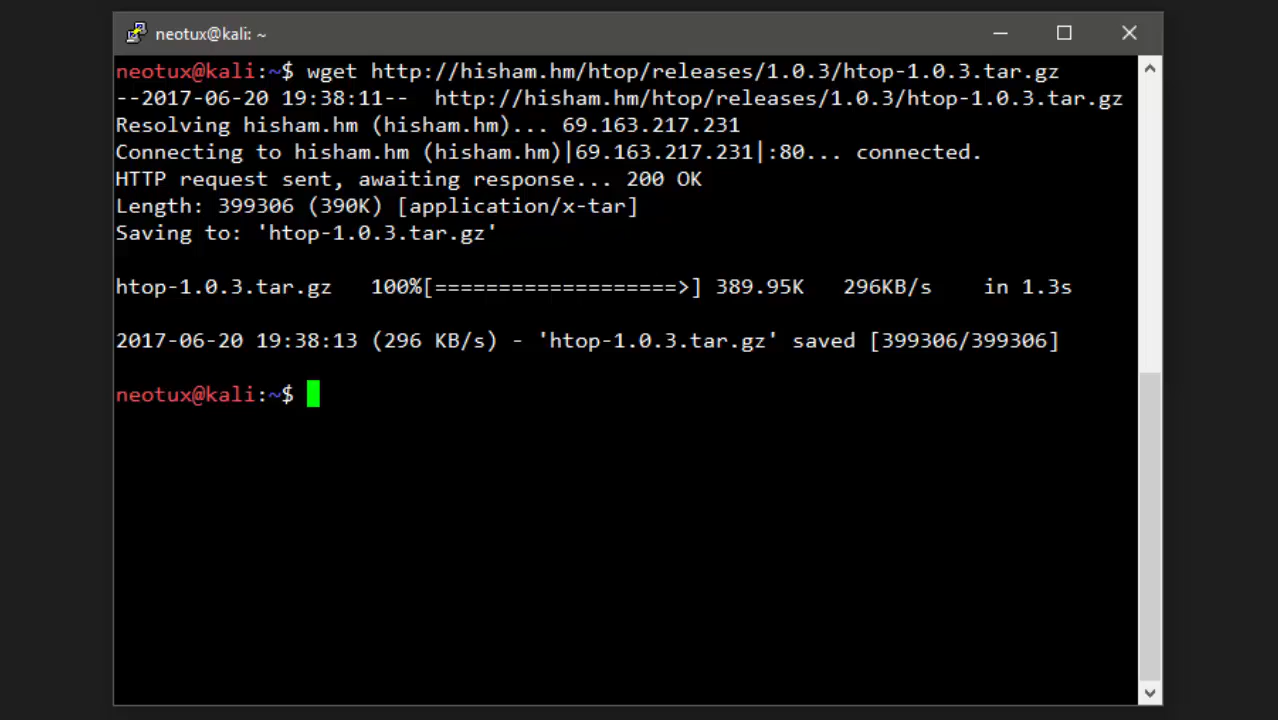 neotux@kali: ~
neotux@kali:~$ wget http://hisham.hm/htop/releases/1.0.3/htop-1.0.3.tar.gz
--2017-06-20 19:38:11--  http://hisham.hm/htop/releases/1.0.3/htop-1.0.3.tar.gz
Resolving hisham.hm (hisham.hm)... 69.163.217.231
Connecting to hisham.hm (hisham.hm)|69.163.217.231|:80... connected.
HTTP request sent, awaiting response... 200 OK
Length: 399306 (390K) [application/x-tar]
Saving to: 'htop-1.0.3.tar.gz'
htop-1.0.3.tar.gz   100%[===================>] 389.95K   296KB/s    in 1.3s
2017-06-20 19:38:13 (296 KB/s) - 'htop-1.0.3.tar.gz' saved [399306/399306]
neotux@kali:~$